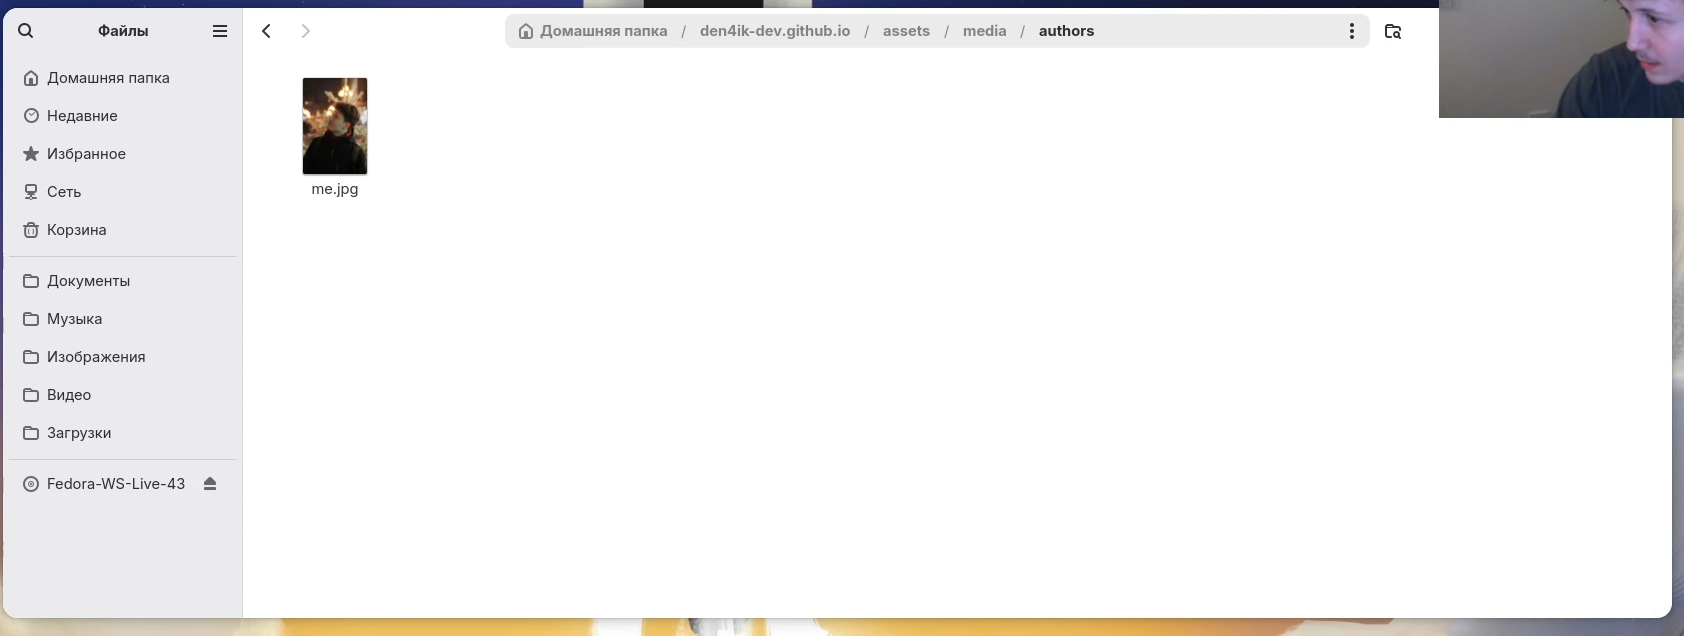 Файлы
Домашняя папка / den4ik-dev.github.io / assets / media / authors
Домашняя папка
Недавние
Избранное
Сеть
Корзина
Документы
Музыка
Изображения
Видео
Загрузки
Fedora-WS-Live-43
me.jpg